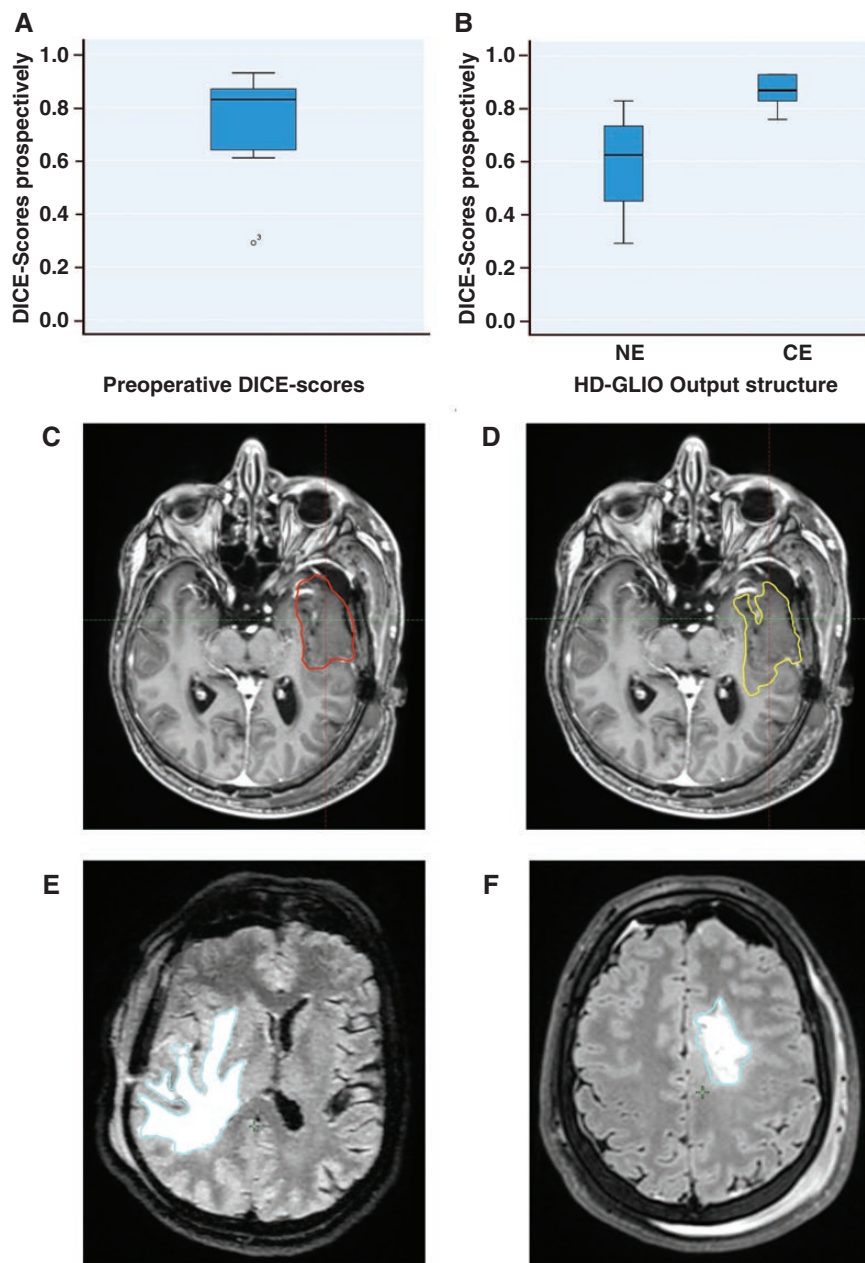 A
DICE-Scores prospectively
1.0
0.8
0.6
0.4
0.2
0.0
3
Preoperative DICE-scores
B
DICE-Scores prospectively
1.0
0.8
0.6
0.4
0.2
0.0
NE CE
HD-GLIO Output structure
C
D
E
F